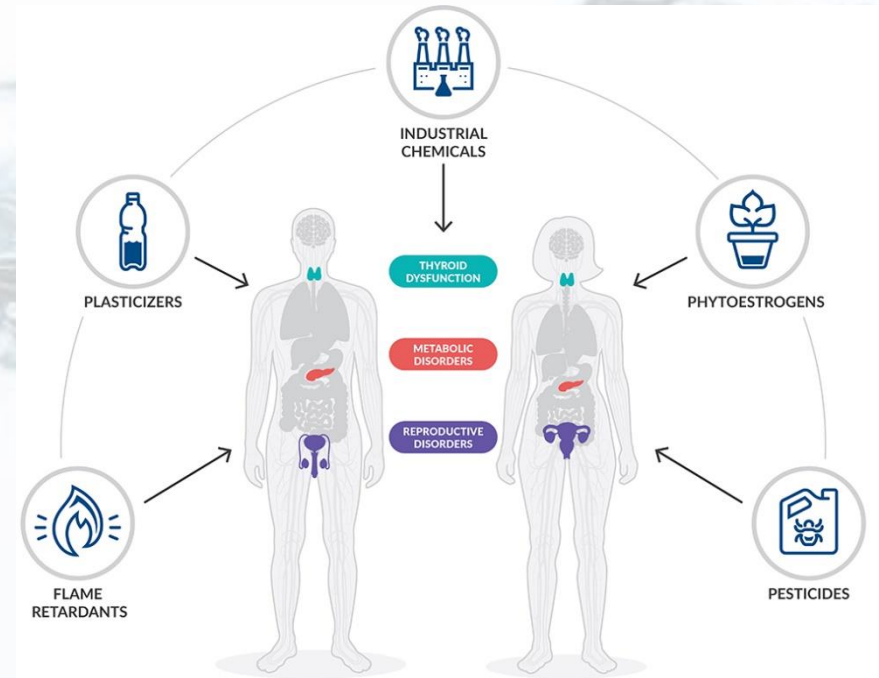 INDUSTRIAL
CHEMICALS
PLASTICIZERS
PHYTOESTROGENS
THYROID
DYSFUNCTION
METABOLIC
DISORDERS
REPRODUCTIVE
DISORDERS
FLAME
RETARDANTS
PESTICIDES